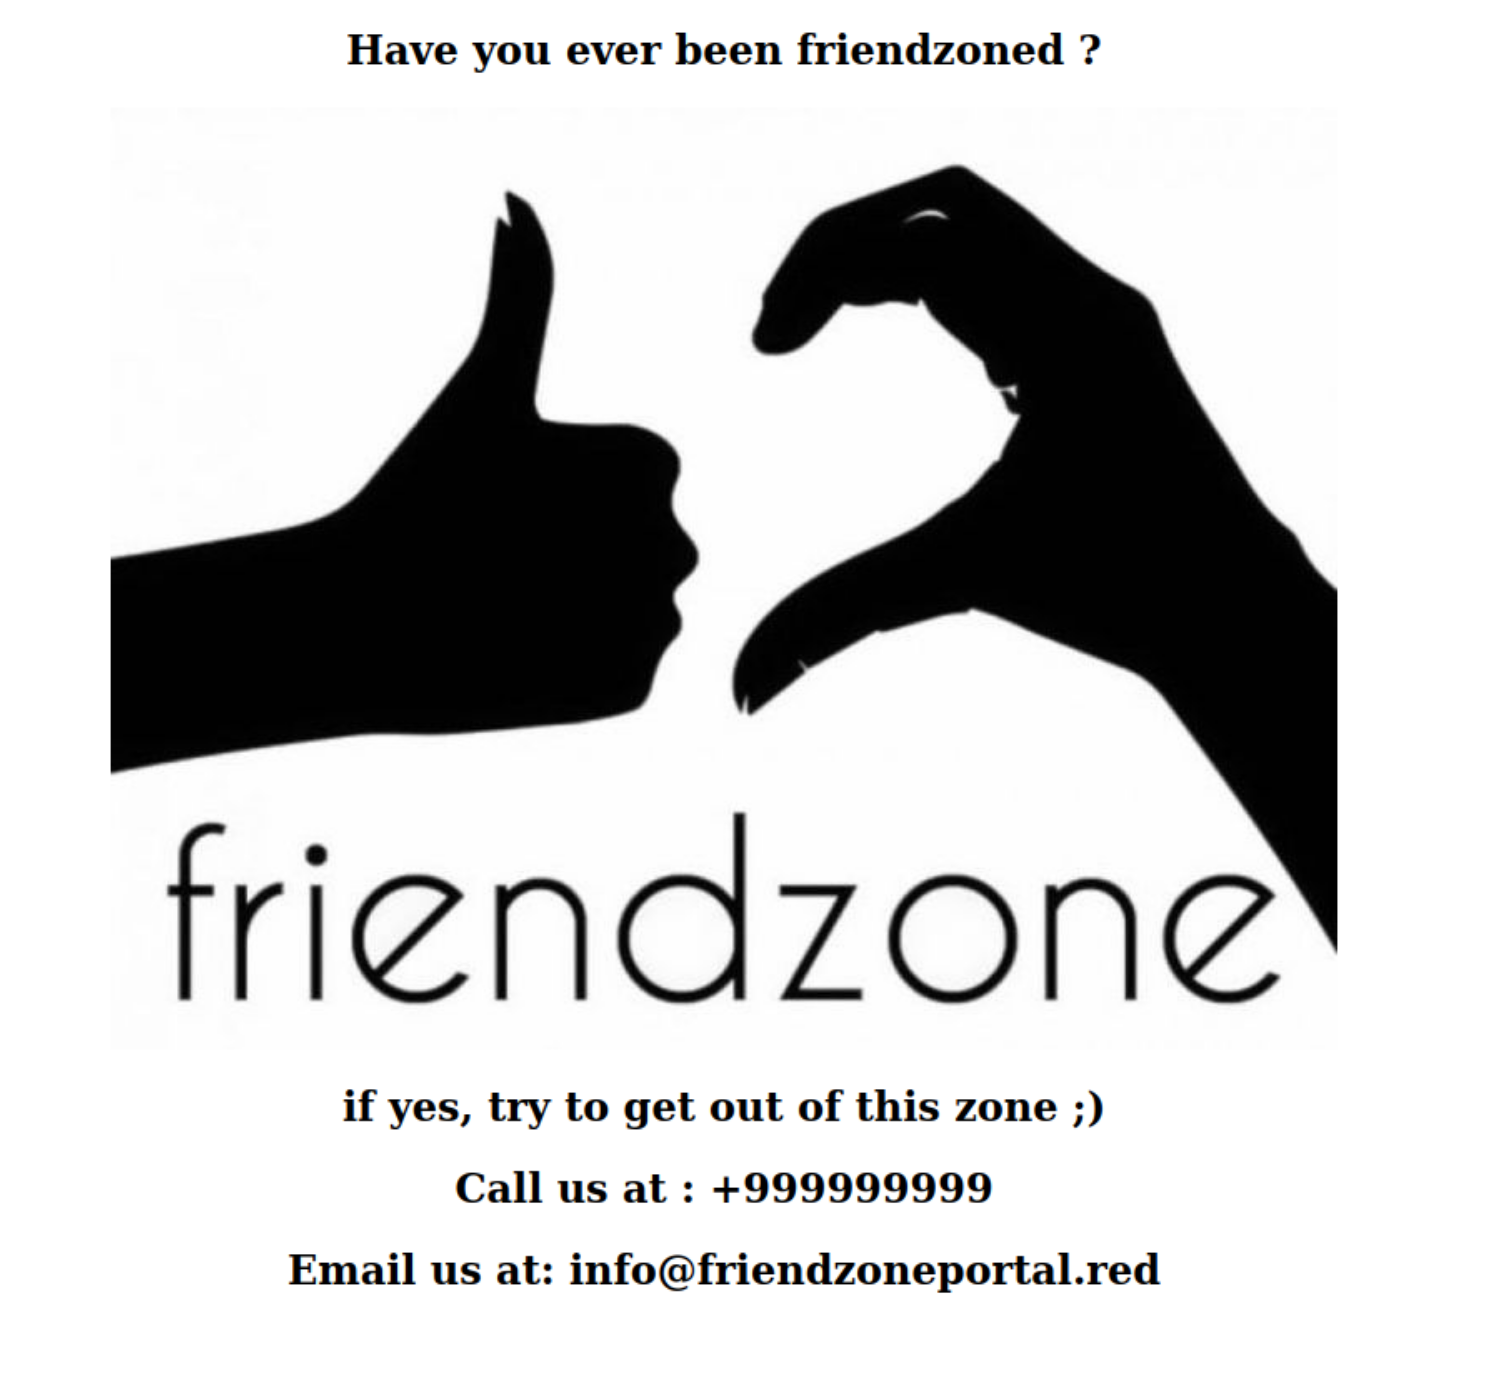 Have you ever been friendzoned ?
friendzone
if yes, try to get out of this zone ;)
Call us at : +999999999
Email us at: info@friendzoneportal.red